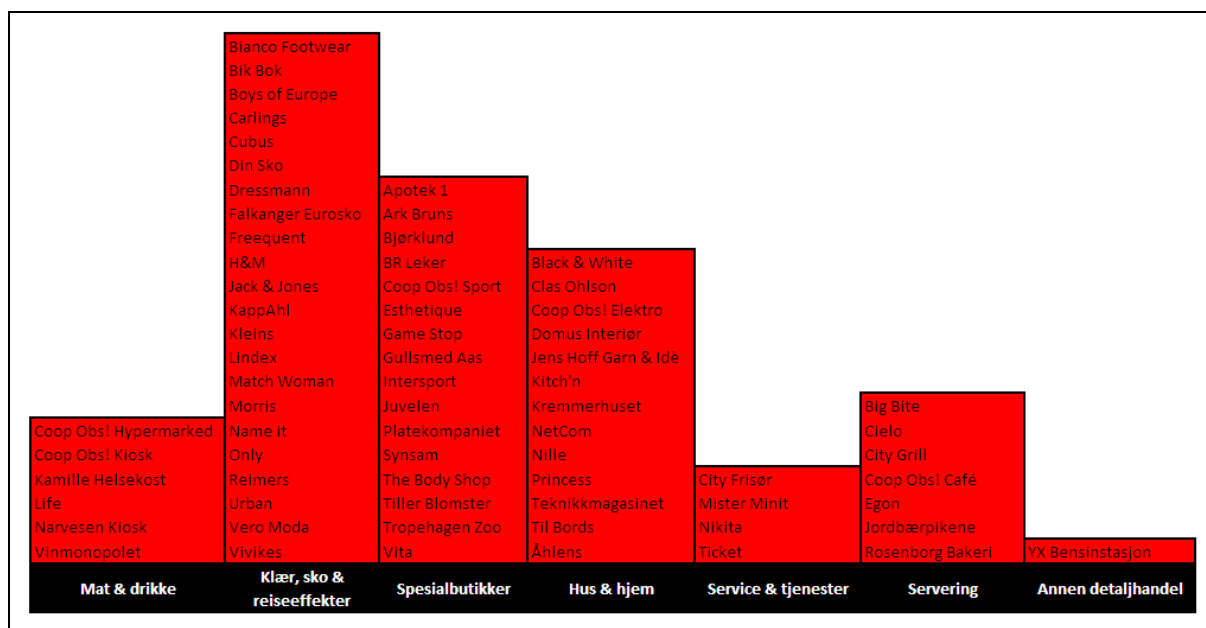 Bianco Footwear
Bik Bok
Boys of Europe
Carlings
Cubus
Din Sko
Dressmann
Falkanger Eurosko
Freequent
H&M
Jack & Jones
KappAhl
Kleins
Lindex
Match Woman
Morris
Name it
Only
Reimers
Urban
Vero Moda
Vivikes
Apotek 1
Ark Bruns
Bjørklund
BR Leker
Coop Obs! Sport
Esthetique
Game Stop
Gullsmed Aas
Intersport
Juvelen
Platekompaniet
Synsam
The Body Shop
Tiller Blomster
Tropehagen Zoo
Vita
Black & White
Clas Ohlson
Coop Obs! Elektro
Domus Interiør
Jens Hoff Garn & Idè
Kitch'n
Kremmerhuset
NetCom
Nille
Princess
Teknikkmagasinet
Til Bords
Åhlens
Coop Obs! Hypermarked
Coop Obs! Kiosk
Kamille Helsekost
Life
Narvesen Kiosk
Vinmonopolet
City Frisør
Mister Minit
Nikita
Ticket
Big Bite
Cielo
City Grill
Coop Obs! Café
Egon
Jordbærpikene
Rosenborg Bakeri
YX Bensinstasjon
Mat & drikke
Klær, sko &
reiseeffekter
Spesialbutikker
Hus & hjem
Service & tjenester
Servering
Annen detaljhandel